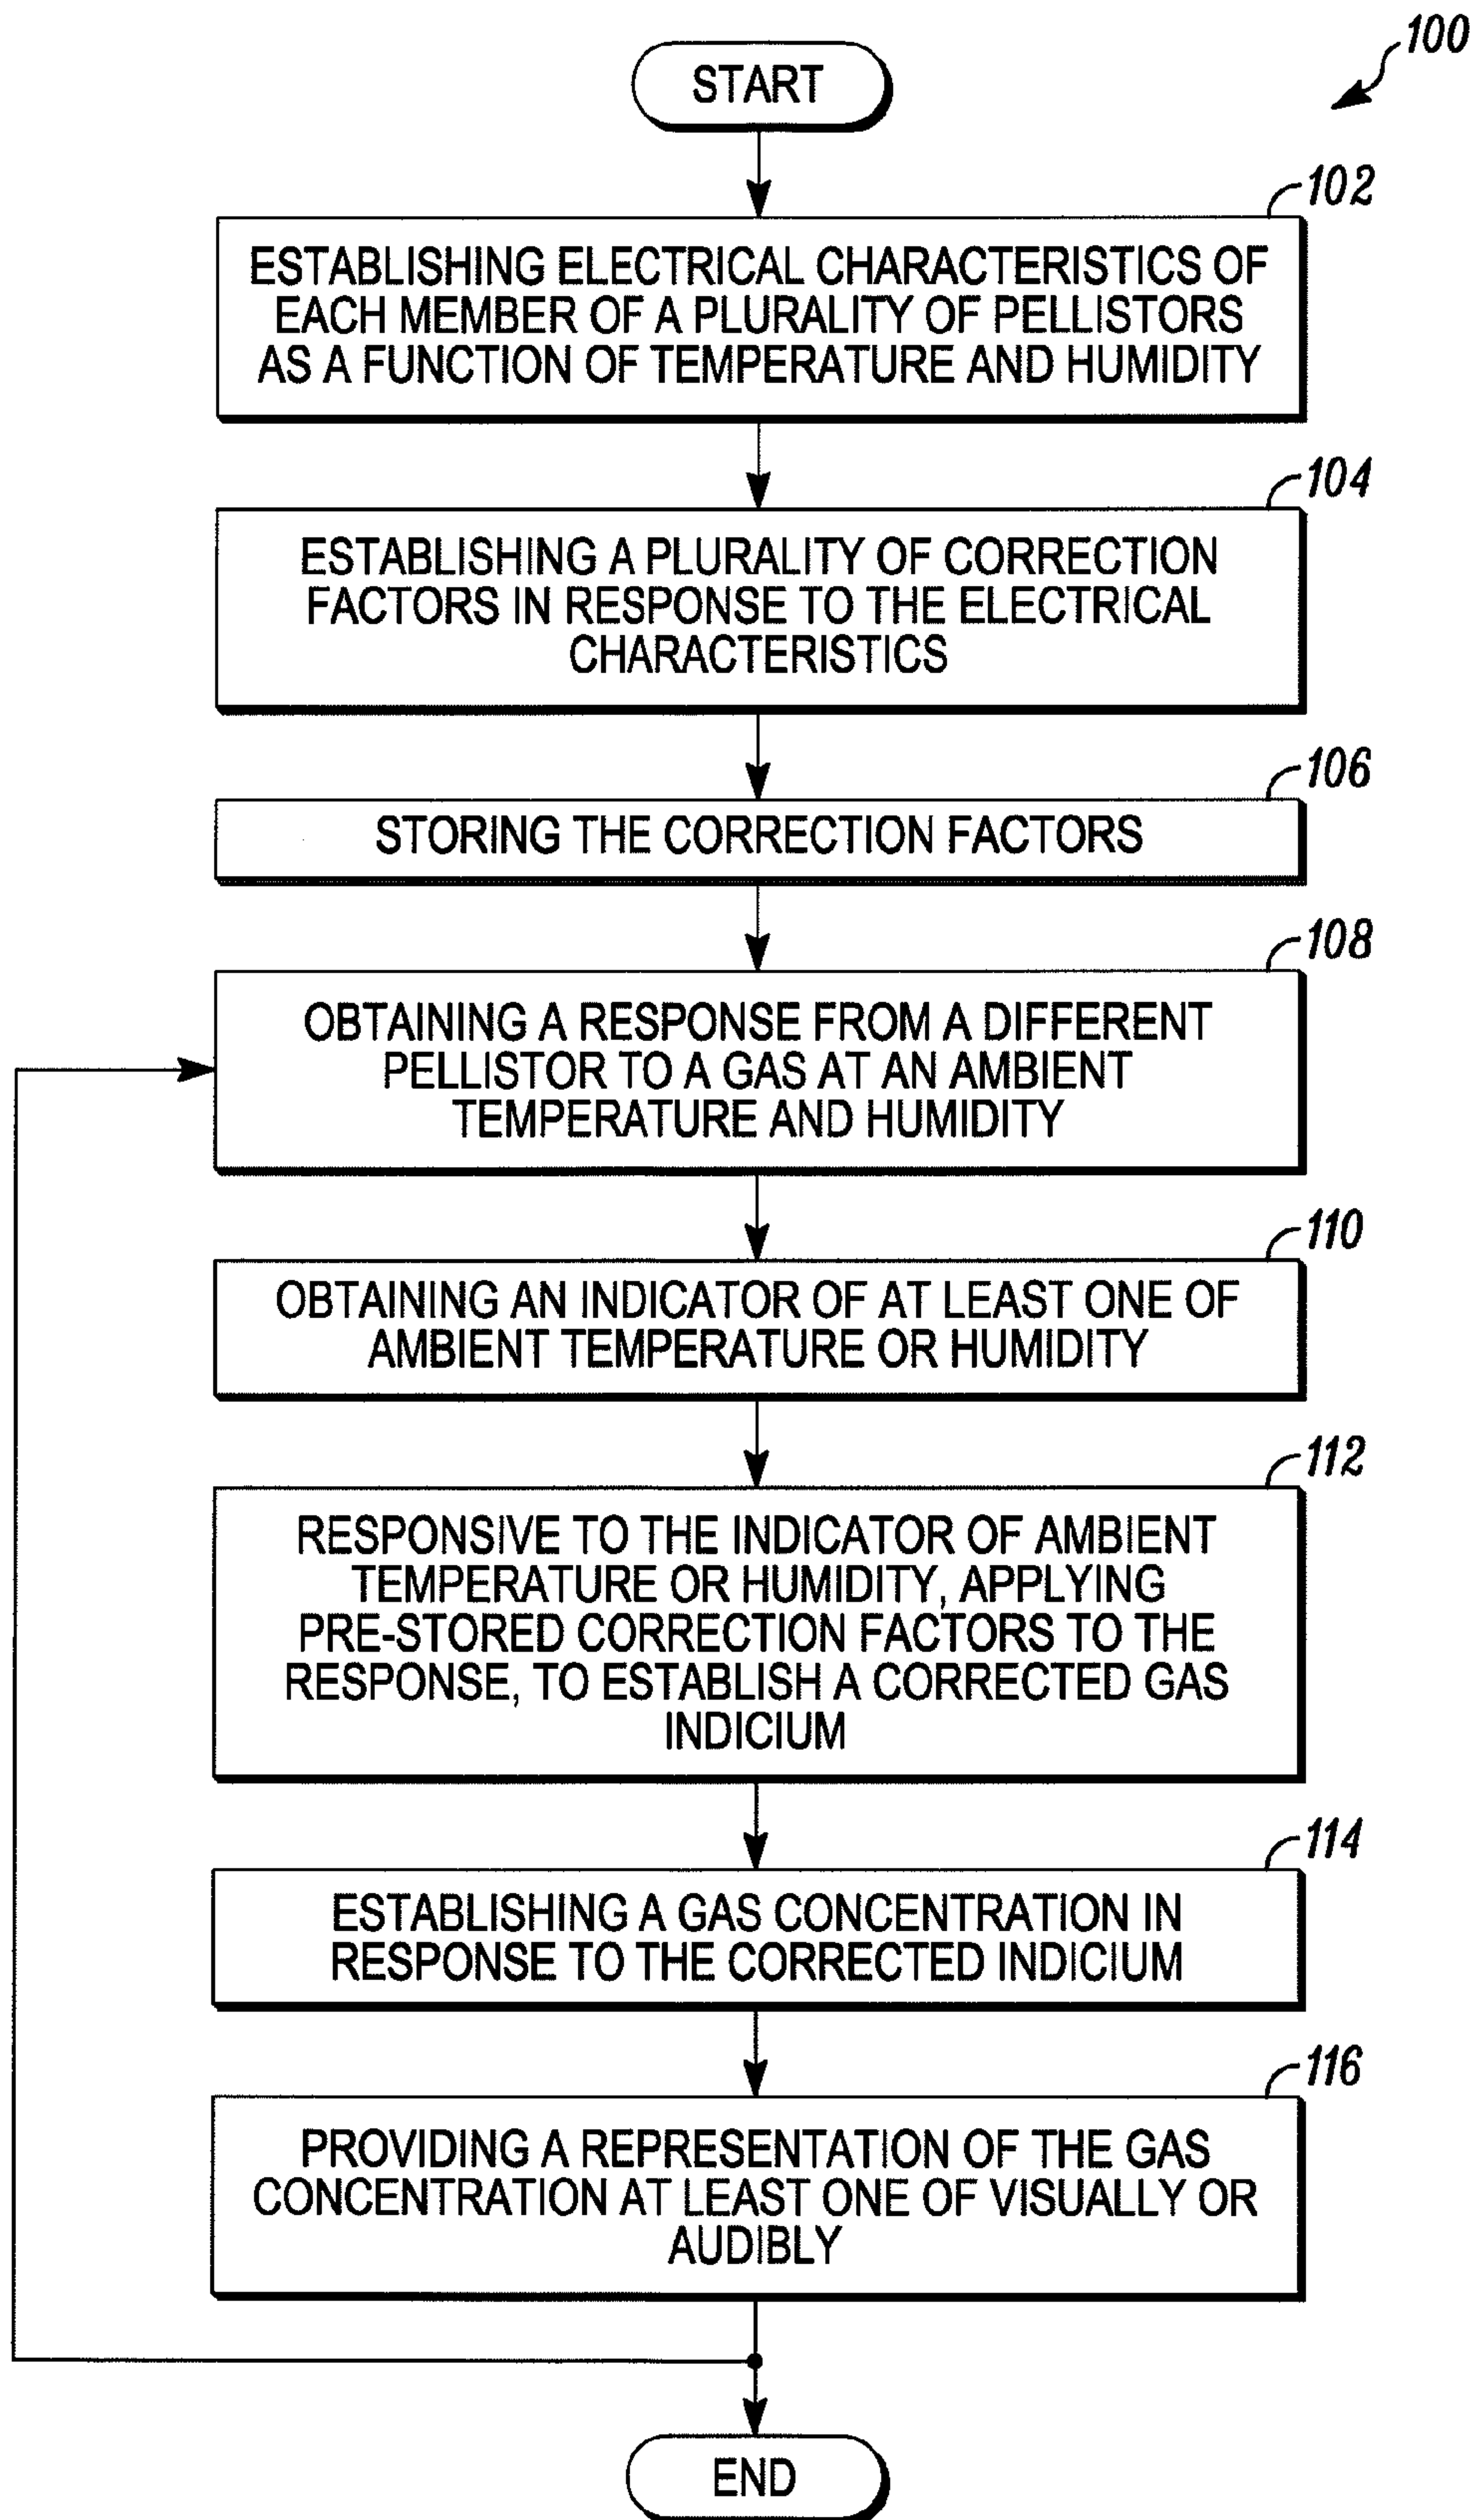 100
START
102
ESTABLISHING ELECTRICAL CHARACTERISTICS OF
EACH MEMBER OF A PLURALITY OF PELLISTORS
AS A FUNCTION OF TEMPERATURE AND HUMIDITY
104
ESTABLISHING A PLURALITY OF CORRECTION
FACTORS IN RESPONSE TO THE ELECTRICAL
CHARACTERISTICS
106
STORING THE CORRECTION FACTORS
108
OBTAINING A RESPONSE FROM A DIFFERENT
PELLISTOR TO A GAS AT AN AMBIENT
TEMPERATURE AND HUMIDITY
110
OBTAINING AN INDICATOR OF AT LEAST ONE OF
AMBIENT TEMPERATURE OR HUMIDITY
112
RESPONSIVE TO THE INDICATOR OF AMBIENT
TEMPERATURE OR HUMIDITY, APPLYING
PRE-STORED CORRECTION FACTORS TO THE
RESPONSE, TO ESTABLISH A CORRECTED GAS
INDICIUM
114
ESTABLISHING A GAS CONCENTRATION IN
RESPONSE TO THE CORRECTED INDICIUM
116
PROVIDING A REPRESENTATION OF THE GAS
CONCENTRATION AT LEAST ONE OF VISUALLY OR
AUDIBLY
END